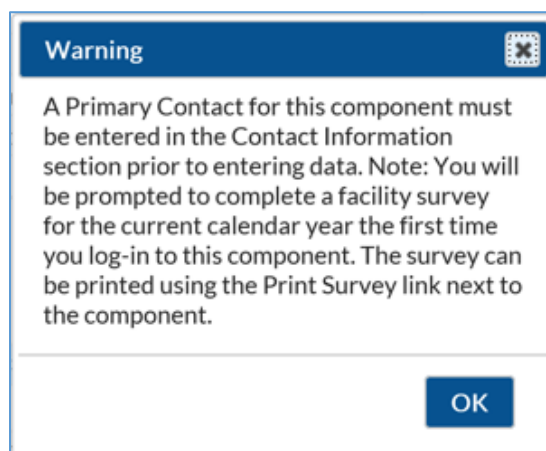 Warning
A Primary Contact for this component must
be entered in the Contact Information
section prior to entering data. Note: You will
be prompted to complete a facility survey
for the current calendar year the first time
you log-in to this component. The survey can
be printed using the Print Survey link next to
the component.
OK